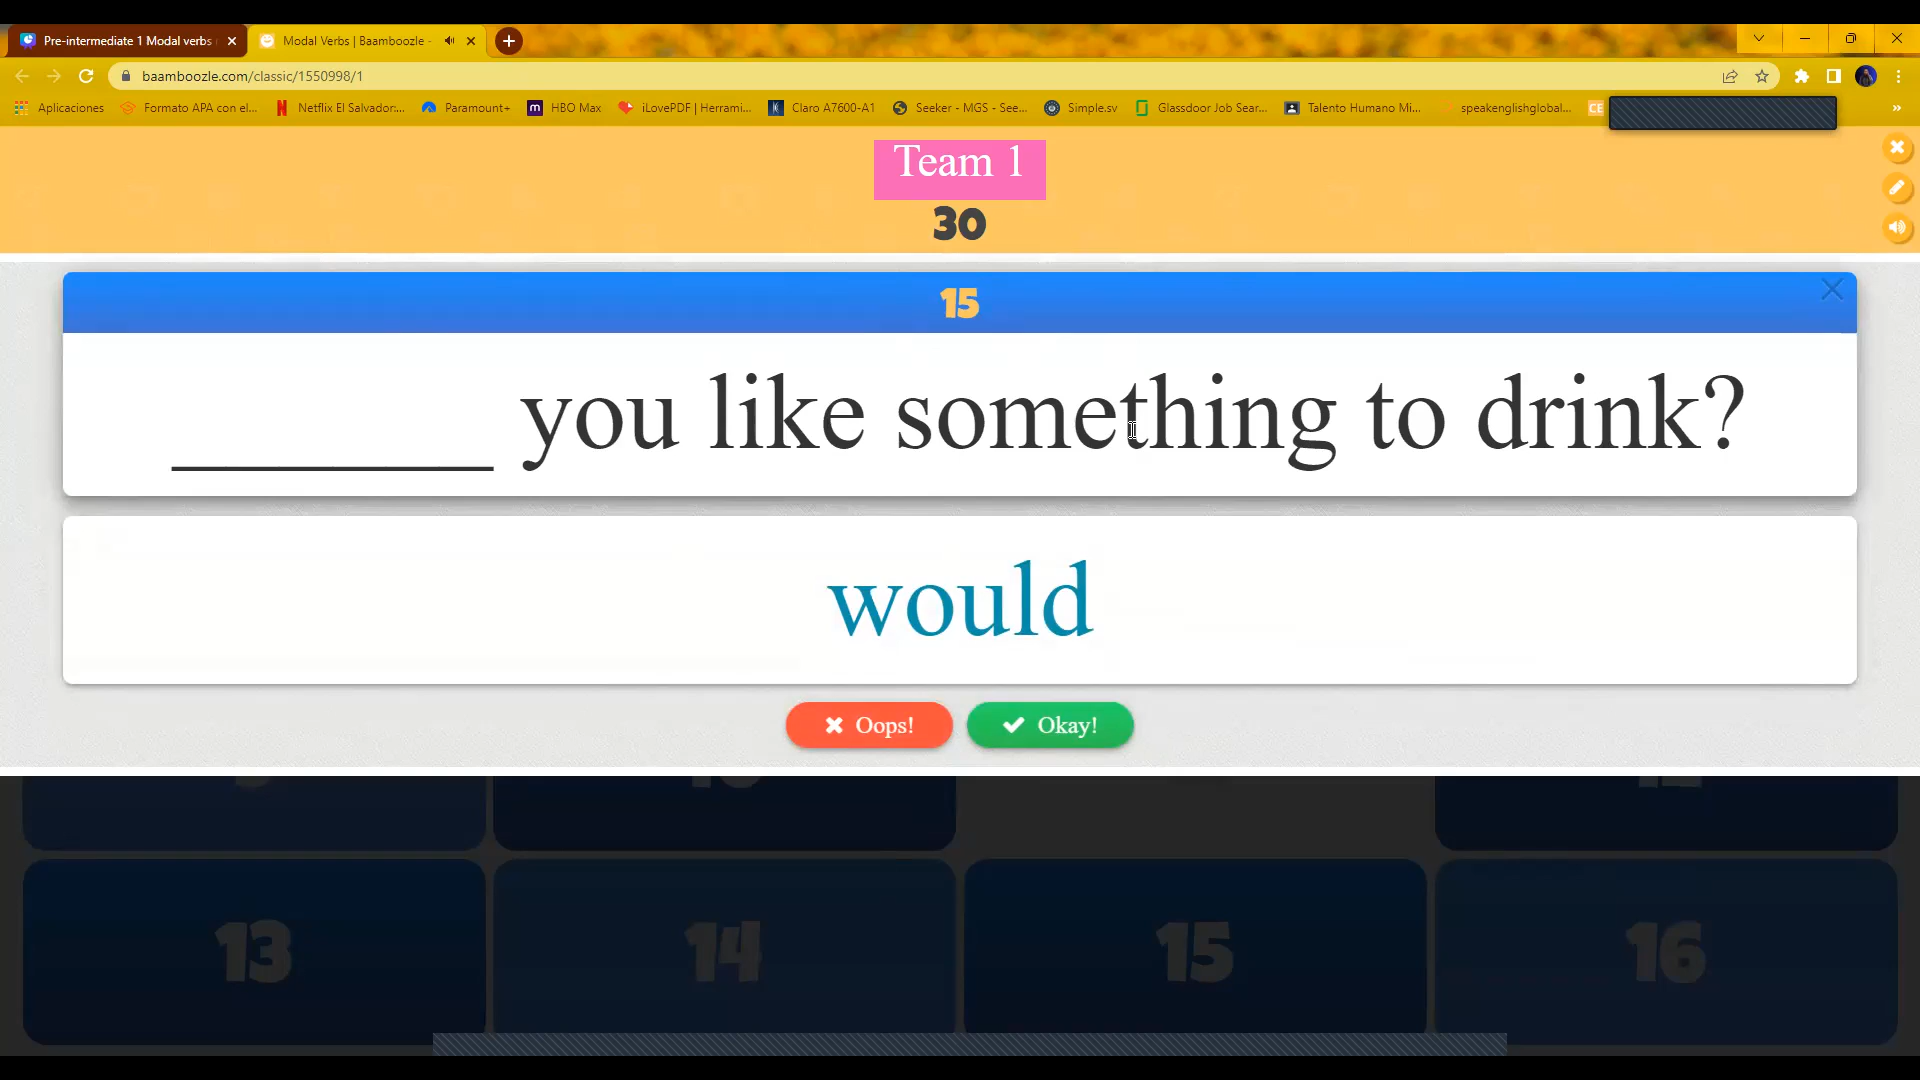 Pre-intermediate 1 Modal verbs
Modal Verbs | Baamboozle -
baamboozle.com/classic/1550998/1
Aplicaciones
Formato APA con el...
Netflix El Salvador:...
Paramount+
HBO Max
iLovePDF | Herrami...
Claro A7600-A1
Seeker - MGS - See...
Simple.sv
Glassdoor Job Sear...
Talento Humano Mi...
speakenglishglobal...
CE
»
Team 1
30
15
_______ you like something to drink?
would
Oops!
Okay!
13
14
15
16